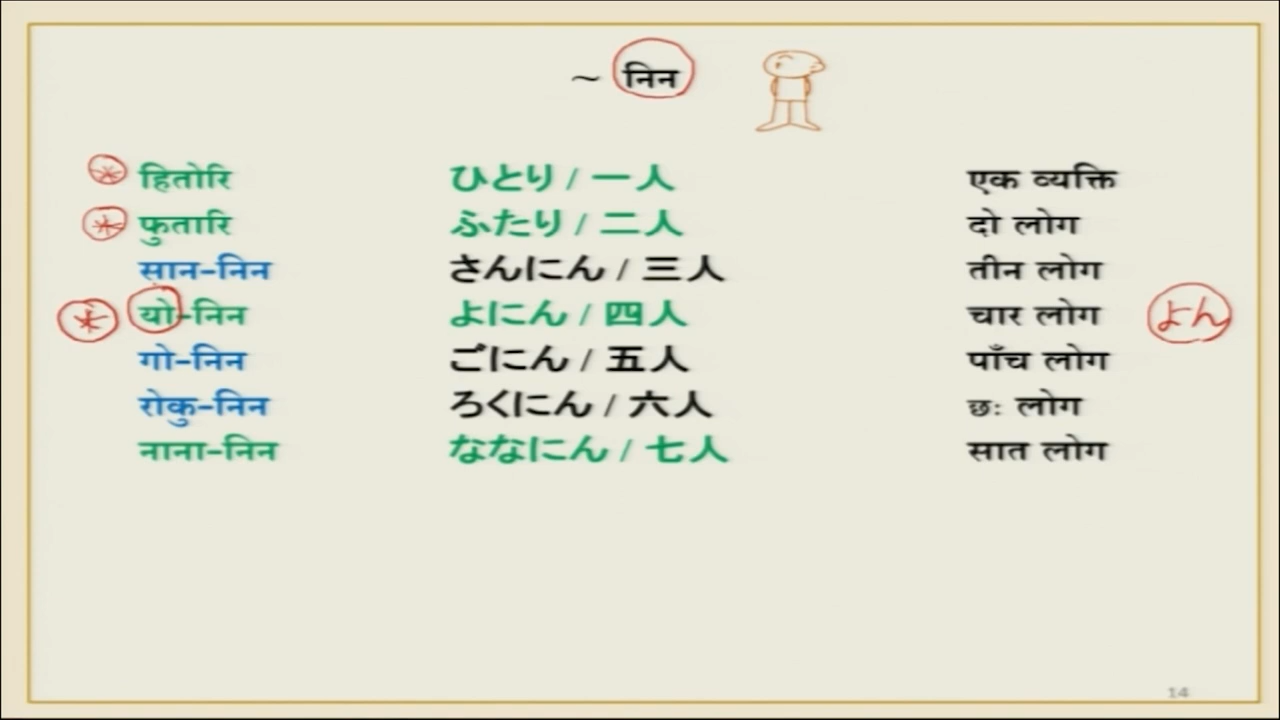 ~ निन
हितोरि ひとり / 一人 एक व्यक्ति
फुतारि ふたり / 二人 दो लोग
सान-निन さんにん / 三人 तीन लोग
यो-निन よにん / 四人 चार लोग よん
गो-निन ごにん / 五人 पाँच लोग
रोकु-निन ろくにん / 六人 छः लोग
नाना-निन ななにん / 七人 सात लोग
14